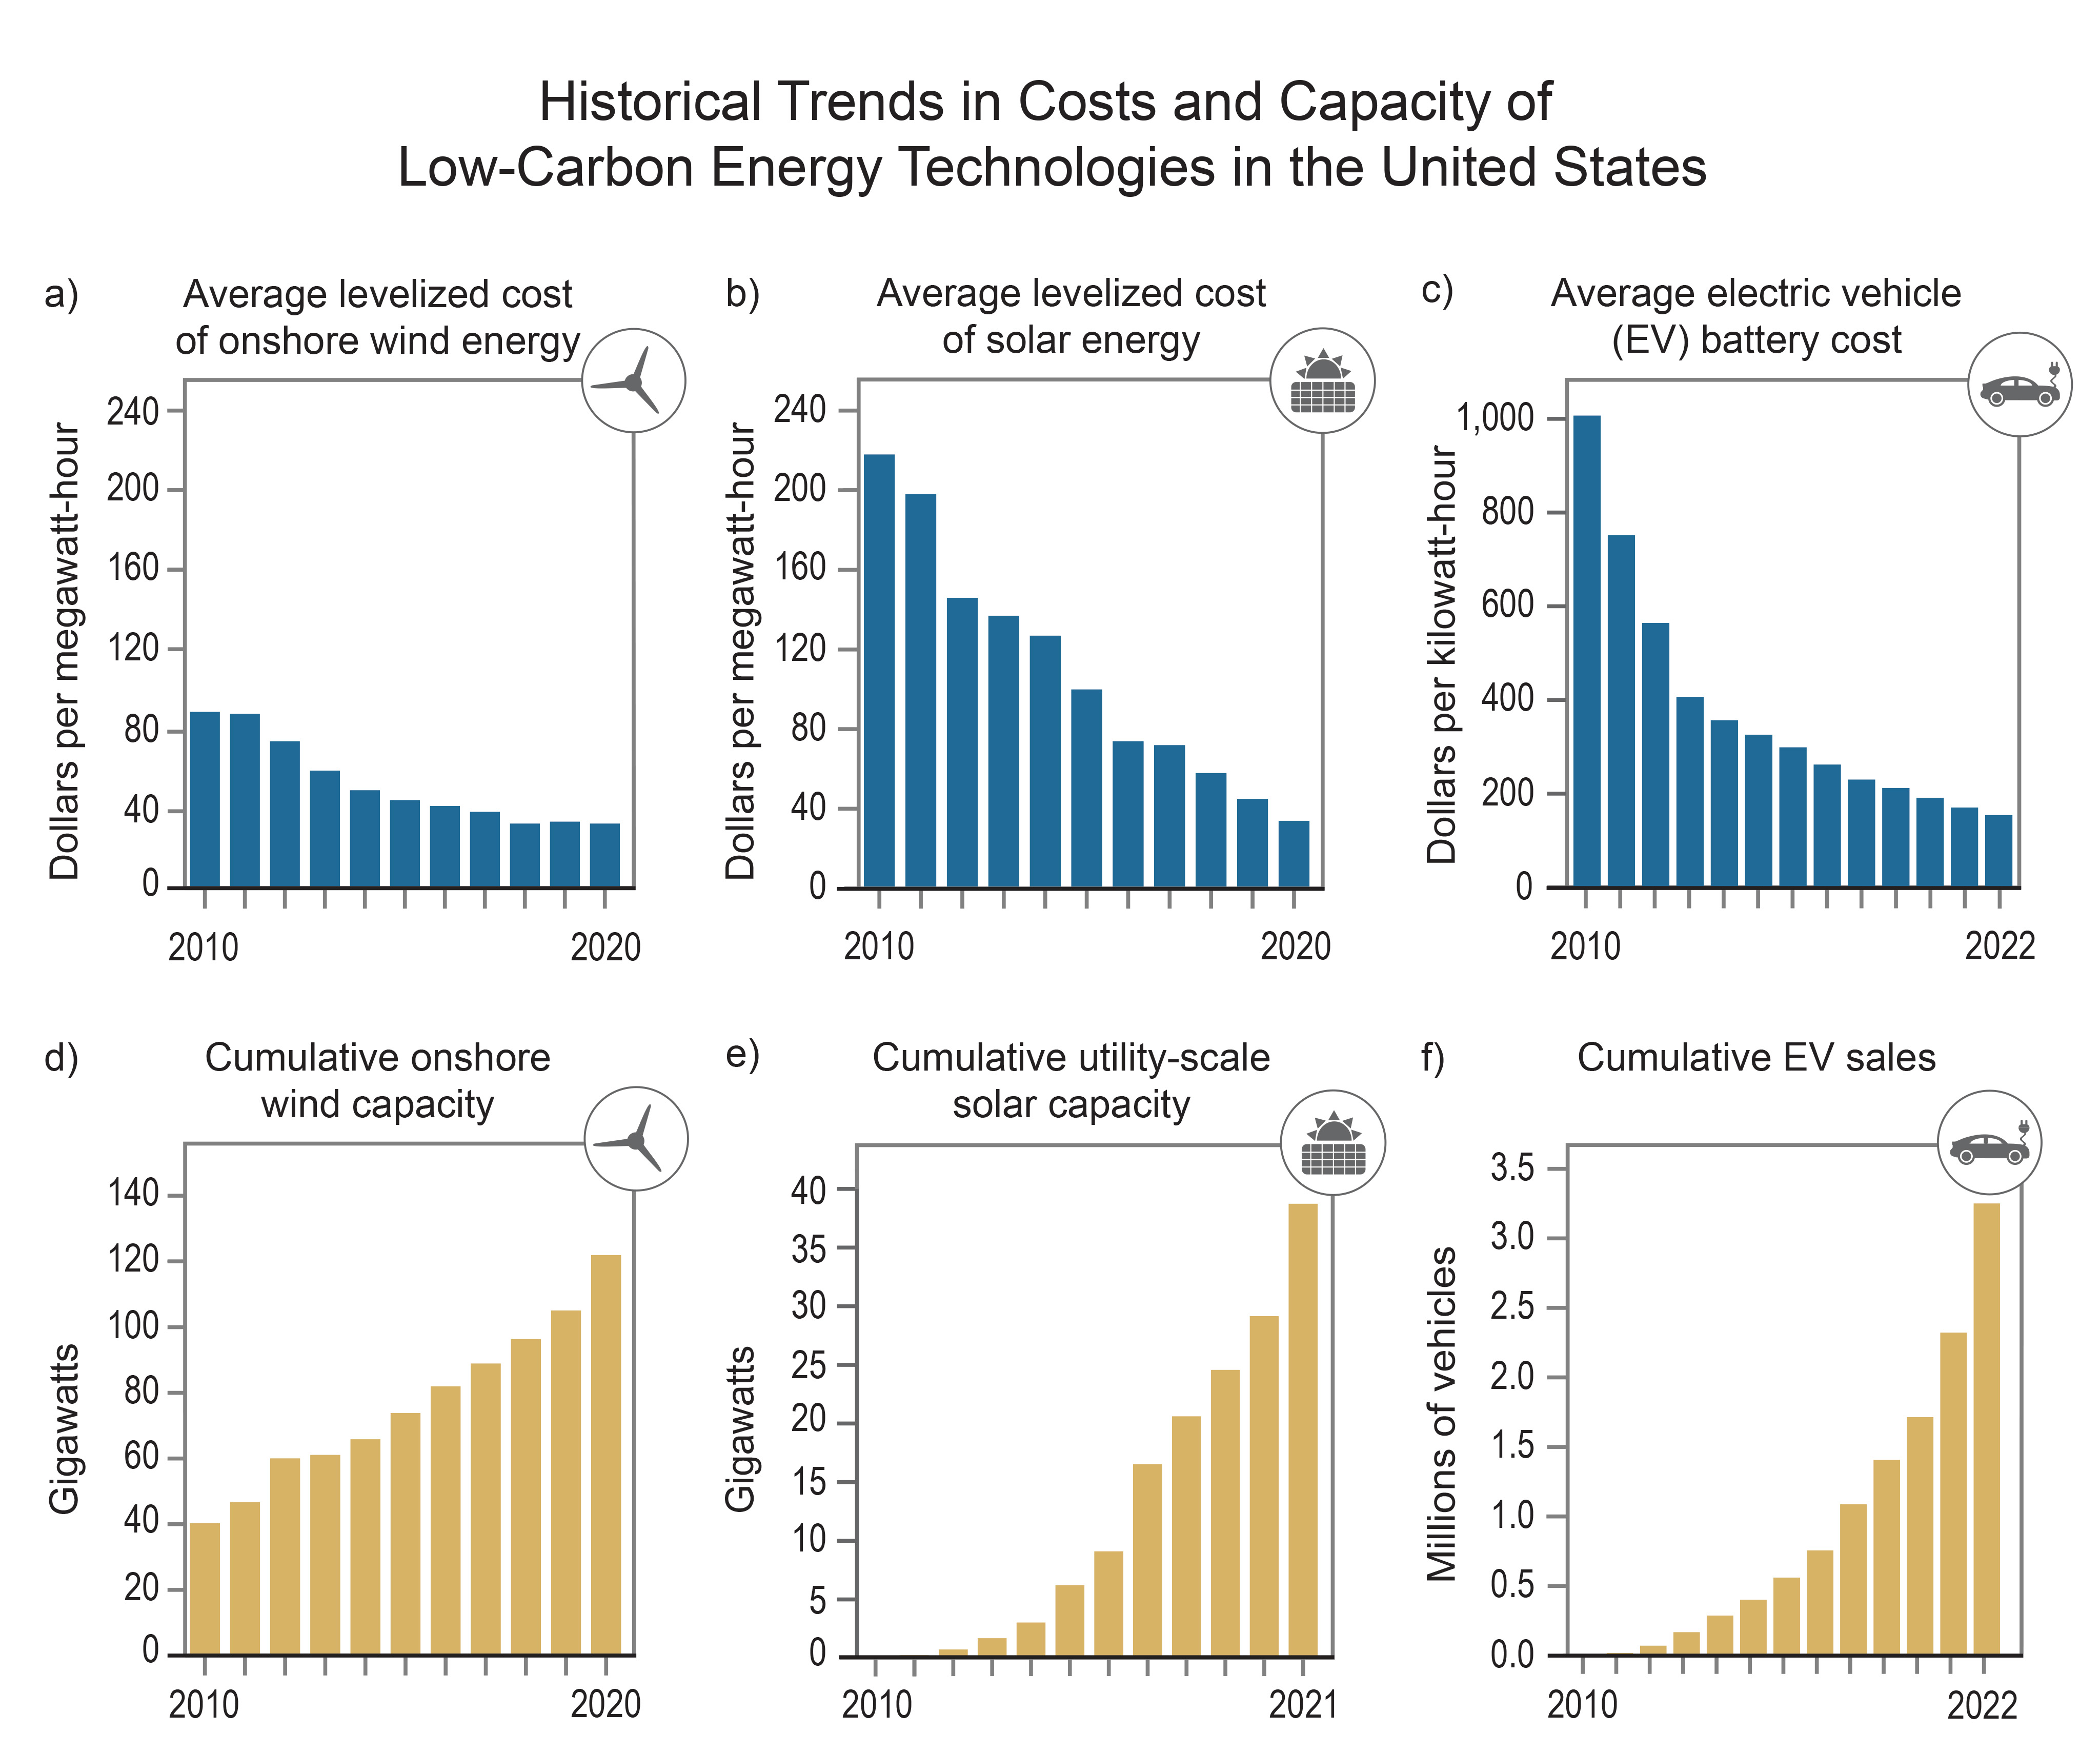 Historical Trends in Costs and Capacity of
Low-Carbon Energy Technologies in the United States
a)
Average levelized cost
of onshore wind energy
Dollars per megawatt-hour
240
200
160
120
80
40
0
2010
2020
b)
Average levelized cost
of solar energy
Dollars per megawatt-hour
240
200
160
120
80
40
0
2010
2020
c)
Average electric vehicle
(EV) battery cost
Dollars per kilowatt-hour
1,000
800
600
400
200
0
2010
2022
d)
Cumulative onshore
wind capacity
Gigawatts
140
120
100
80
60
40
20
0
2010
2020
e)
Cumulative utility-scale
solar capacity
Gigawatts
40
35
30
25
20
15
10
5
0
2010
2021
f)
Cumulative EV sales
Millions of vehicles
3.5
3.0
2.5
2.0
1.5
1.0
0.5
0.0
2010
2022